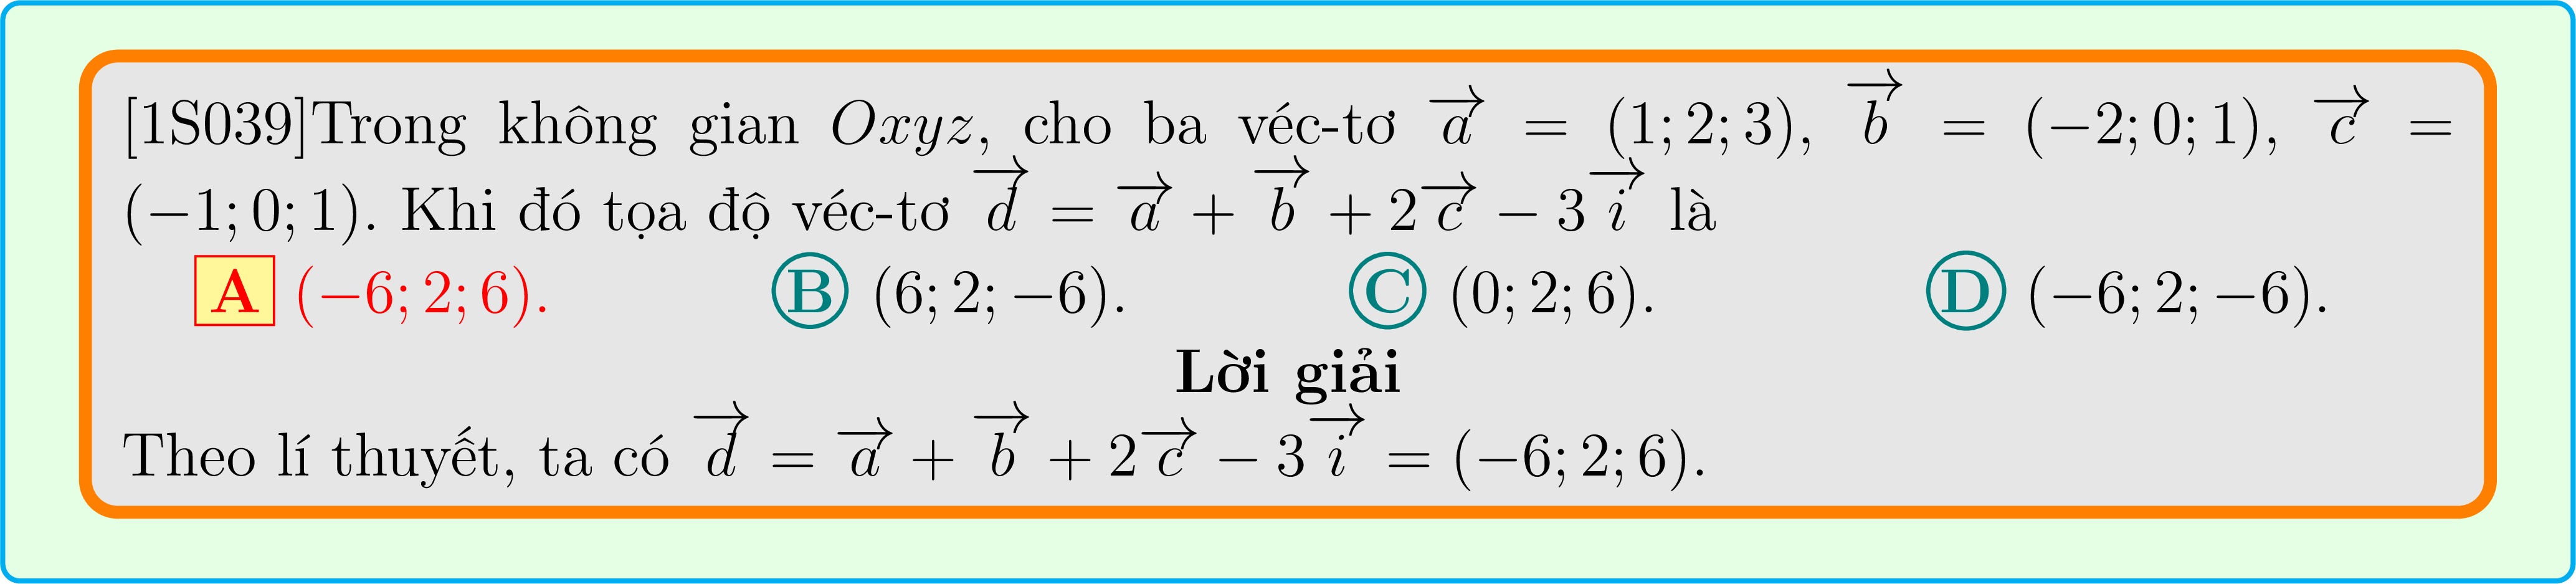 [1S039]Trong không gian Oxyz, cho ba véc-tơ $\overrightarrow{a}$ = (1; 2; 3), $\overrightarrow{b}$ = (−2; 0; 1), $\overrightarrow{c}$ =
(−1; 0; 1). Khi đó tọa độ véc-tơ $\overrightarrow{d}$ = $\overrightarrow{a}$ + $\overrightarrow{b}$ + 2$\overrightarrow{c}$ − 3$\overrightarrow{i}$ là
A (−6; 2; 6). B (6; 2; −6). C (0; 2; 6). D (−6; 2; −6).
Lời giải
Theo lí thuyết, ta có $\overrightarrow{d}$ = $\overrightarrow{a}$ + $\overrightarrow{b}$ + 2$\overrightarrow{c}$ − 3$\overrightarrow{i}$ = (−6; 2; 6).